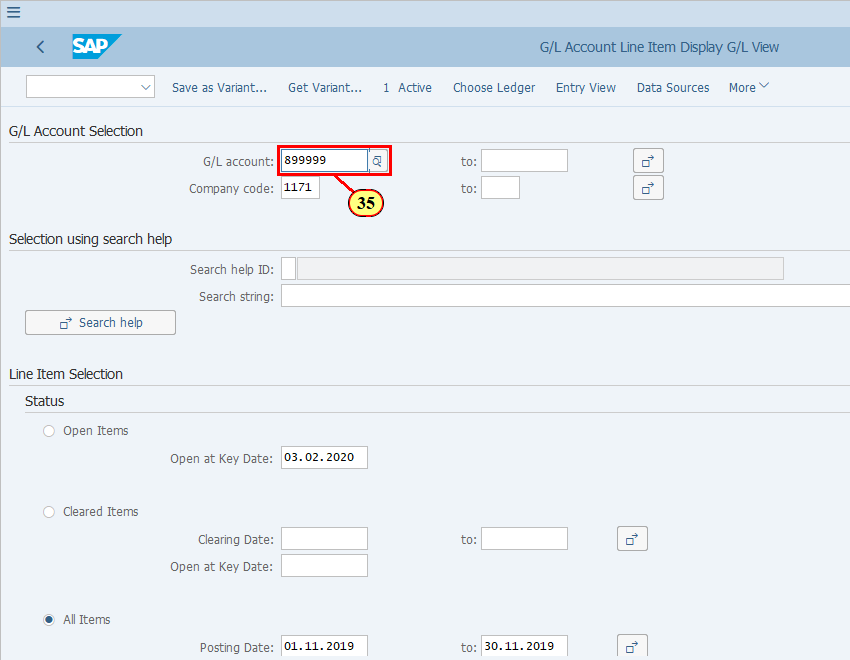 SAP
G/L Account Line Item Display G/L View
Save as Variant... Get Variant... 1 Active Choose Ledger Entry View Data Sources More
G/L Account Selection
G/L account: 899999 to:
Company code: 1171 to:
35
Selection using search help
Search help ID:
Search string:
Search help
Line Item Selection
Status
Open Items
Open at Key Date: 03.02.2020
Cleared Items
Clearing Date: to:
Open at Key Date:
All Items
Posting Date: 01.11.2019 to: 30.11.2019